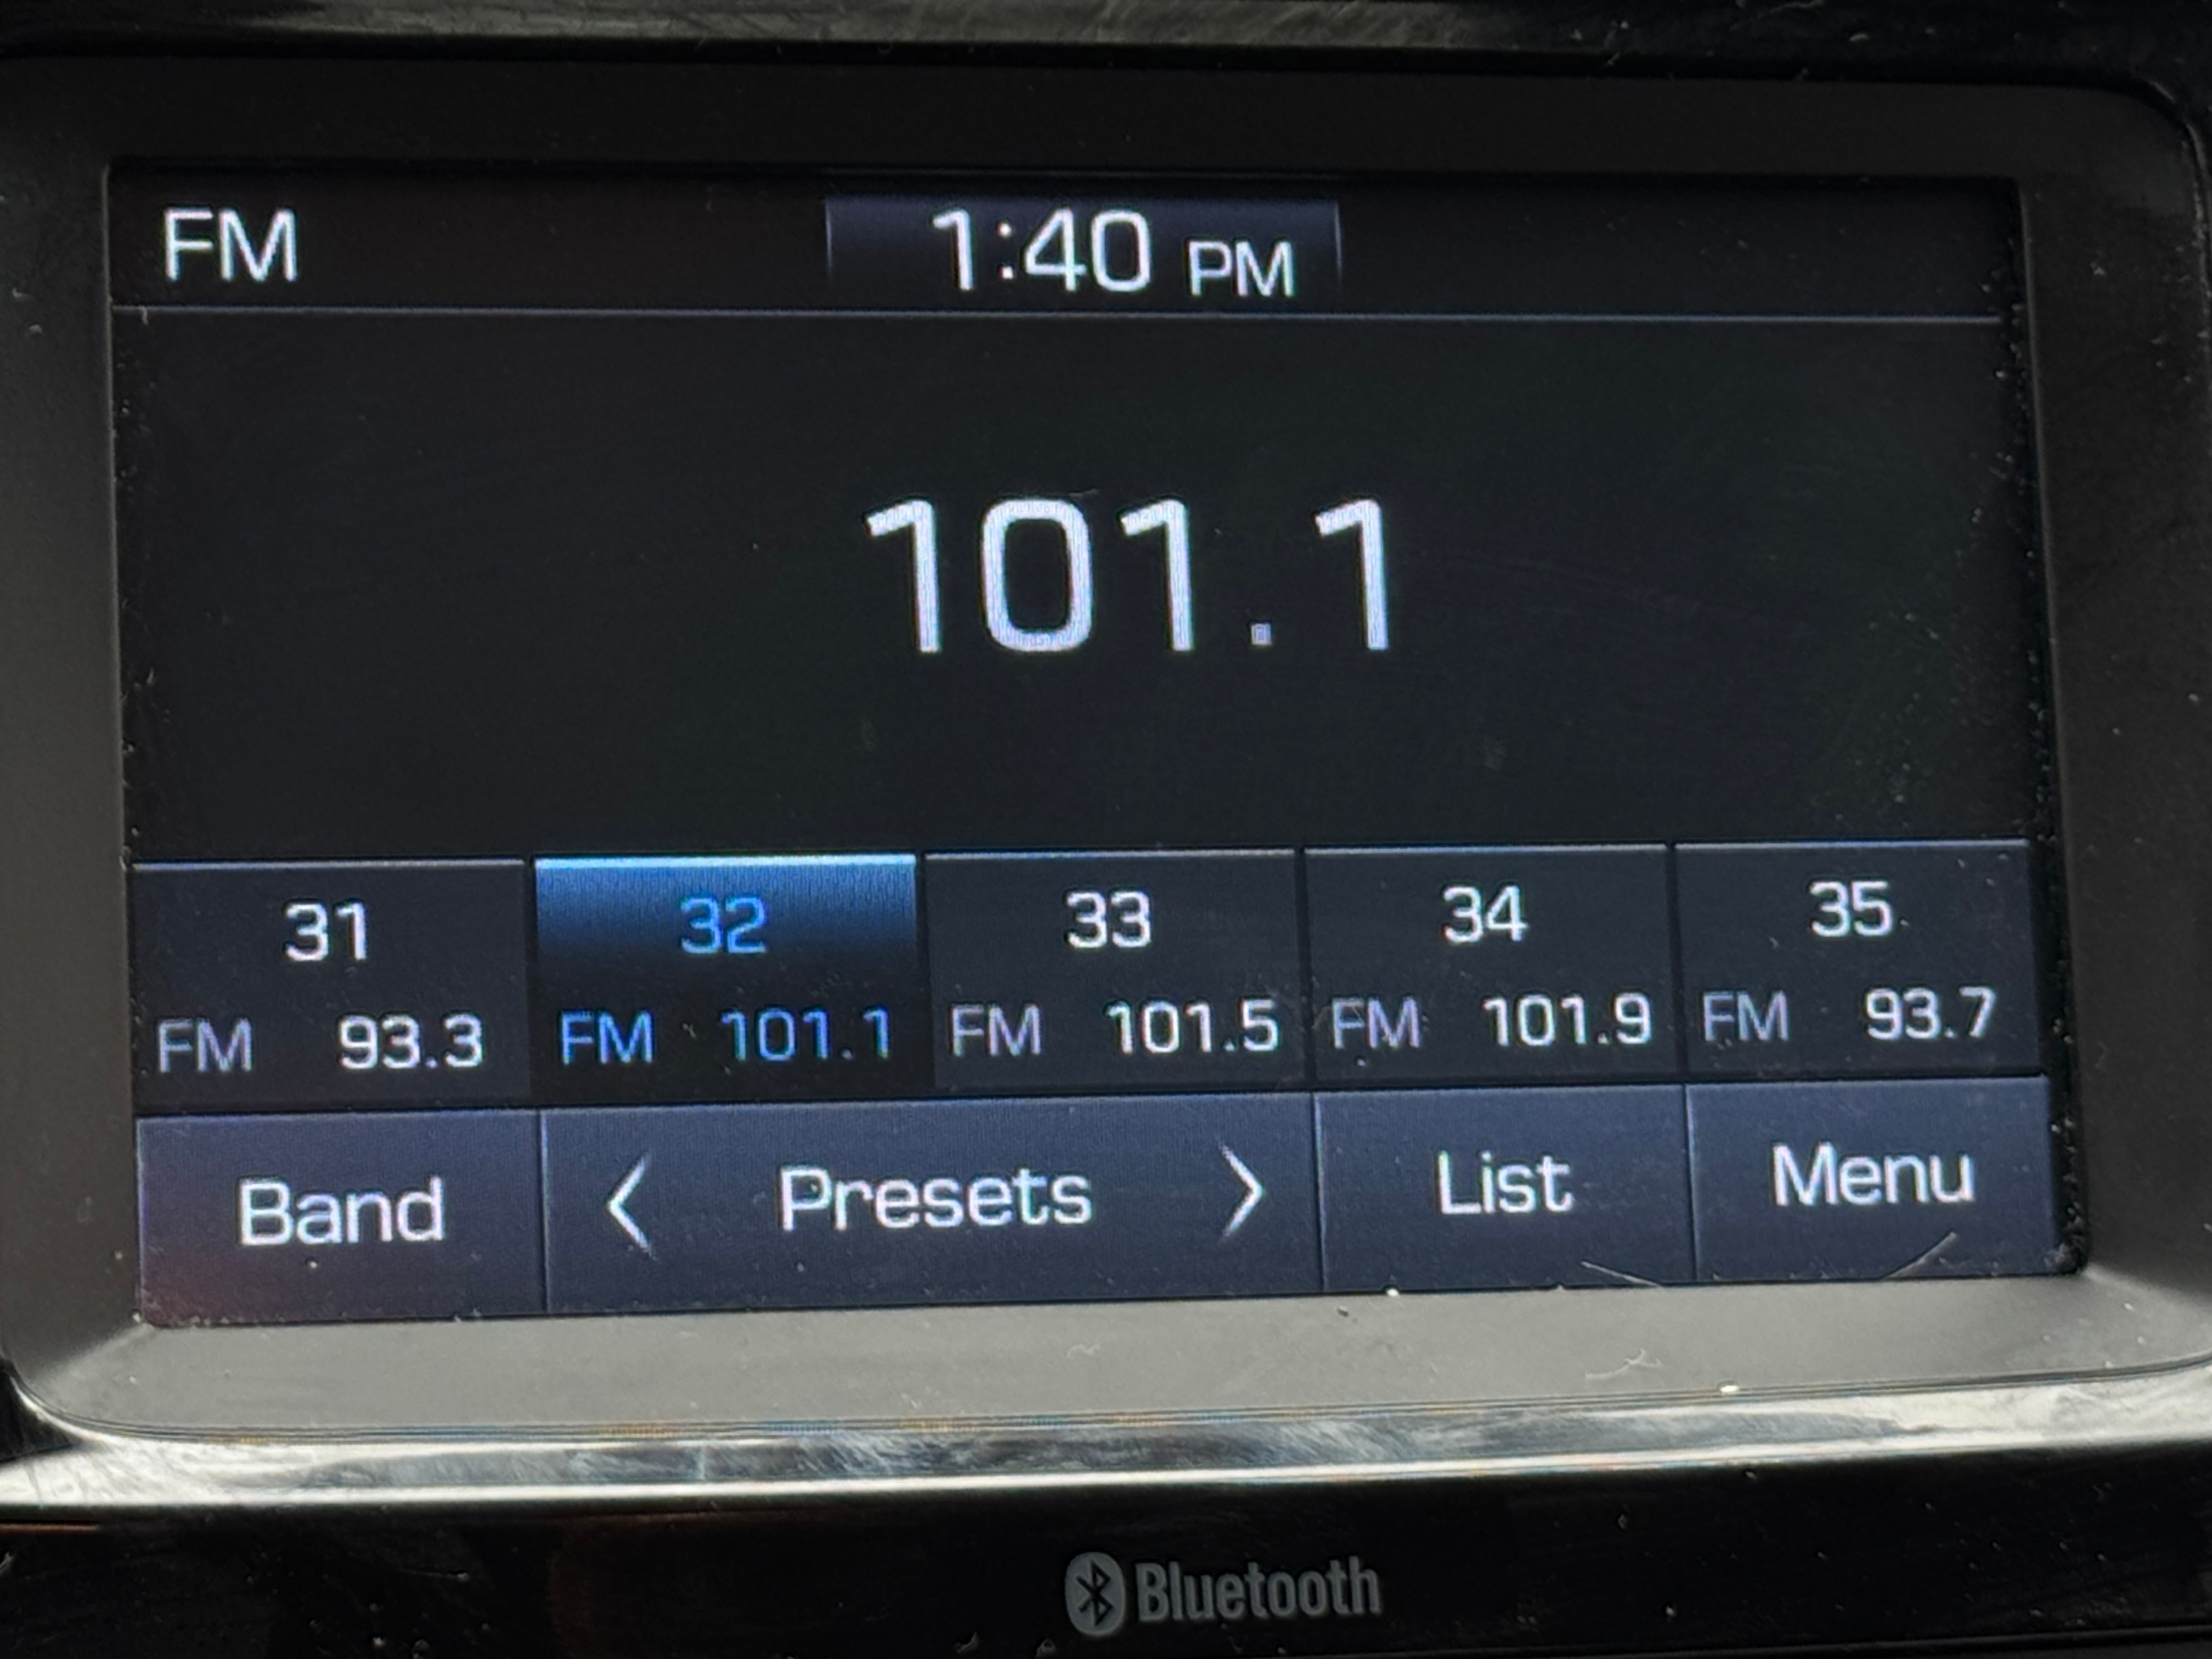 FM 1:40 PM
101.1
31 32 33 34 35
FM 93.3 FM 101.1 FM 101.5 FM 101.9 FM 93.7
Band < Presets > List Menu
Bluetooth